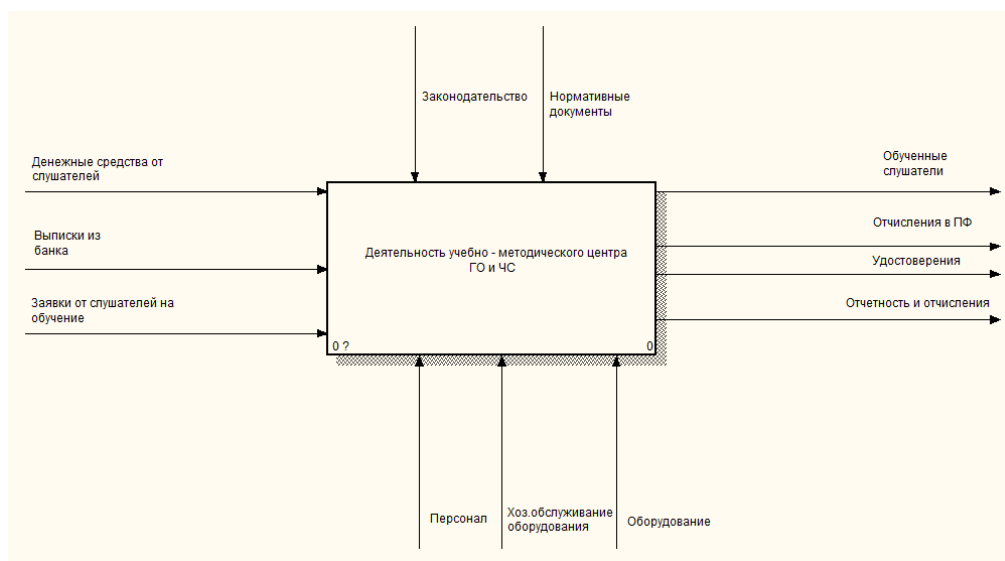 Законодательство
Нормативные
документы
Денежные средства от
слушателей
Обученные
слушатели
Выписки из
банка
Отчисления в ПФ
Деятельность учебно - методического центра
ГО и ЧС
Удостоверения
Заявки от слушателей на
обучение
Отчетность и отчисления
0 ?
0
Персонал
Хоз.обслуживание
оборудования
Оборудование